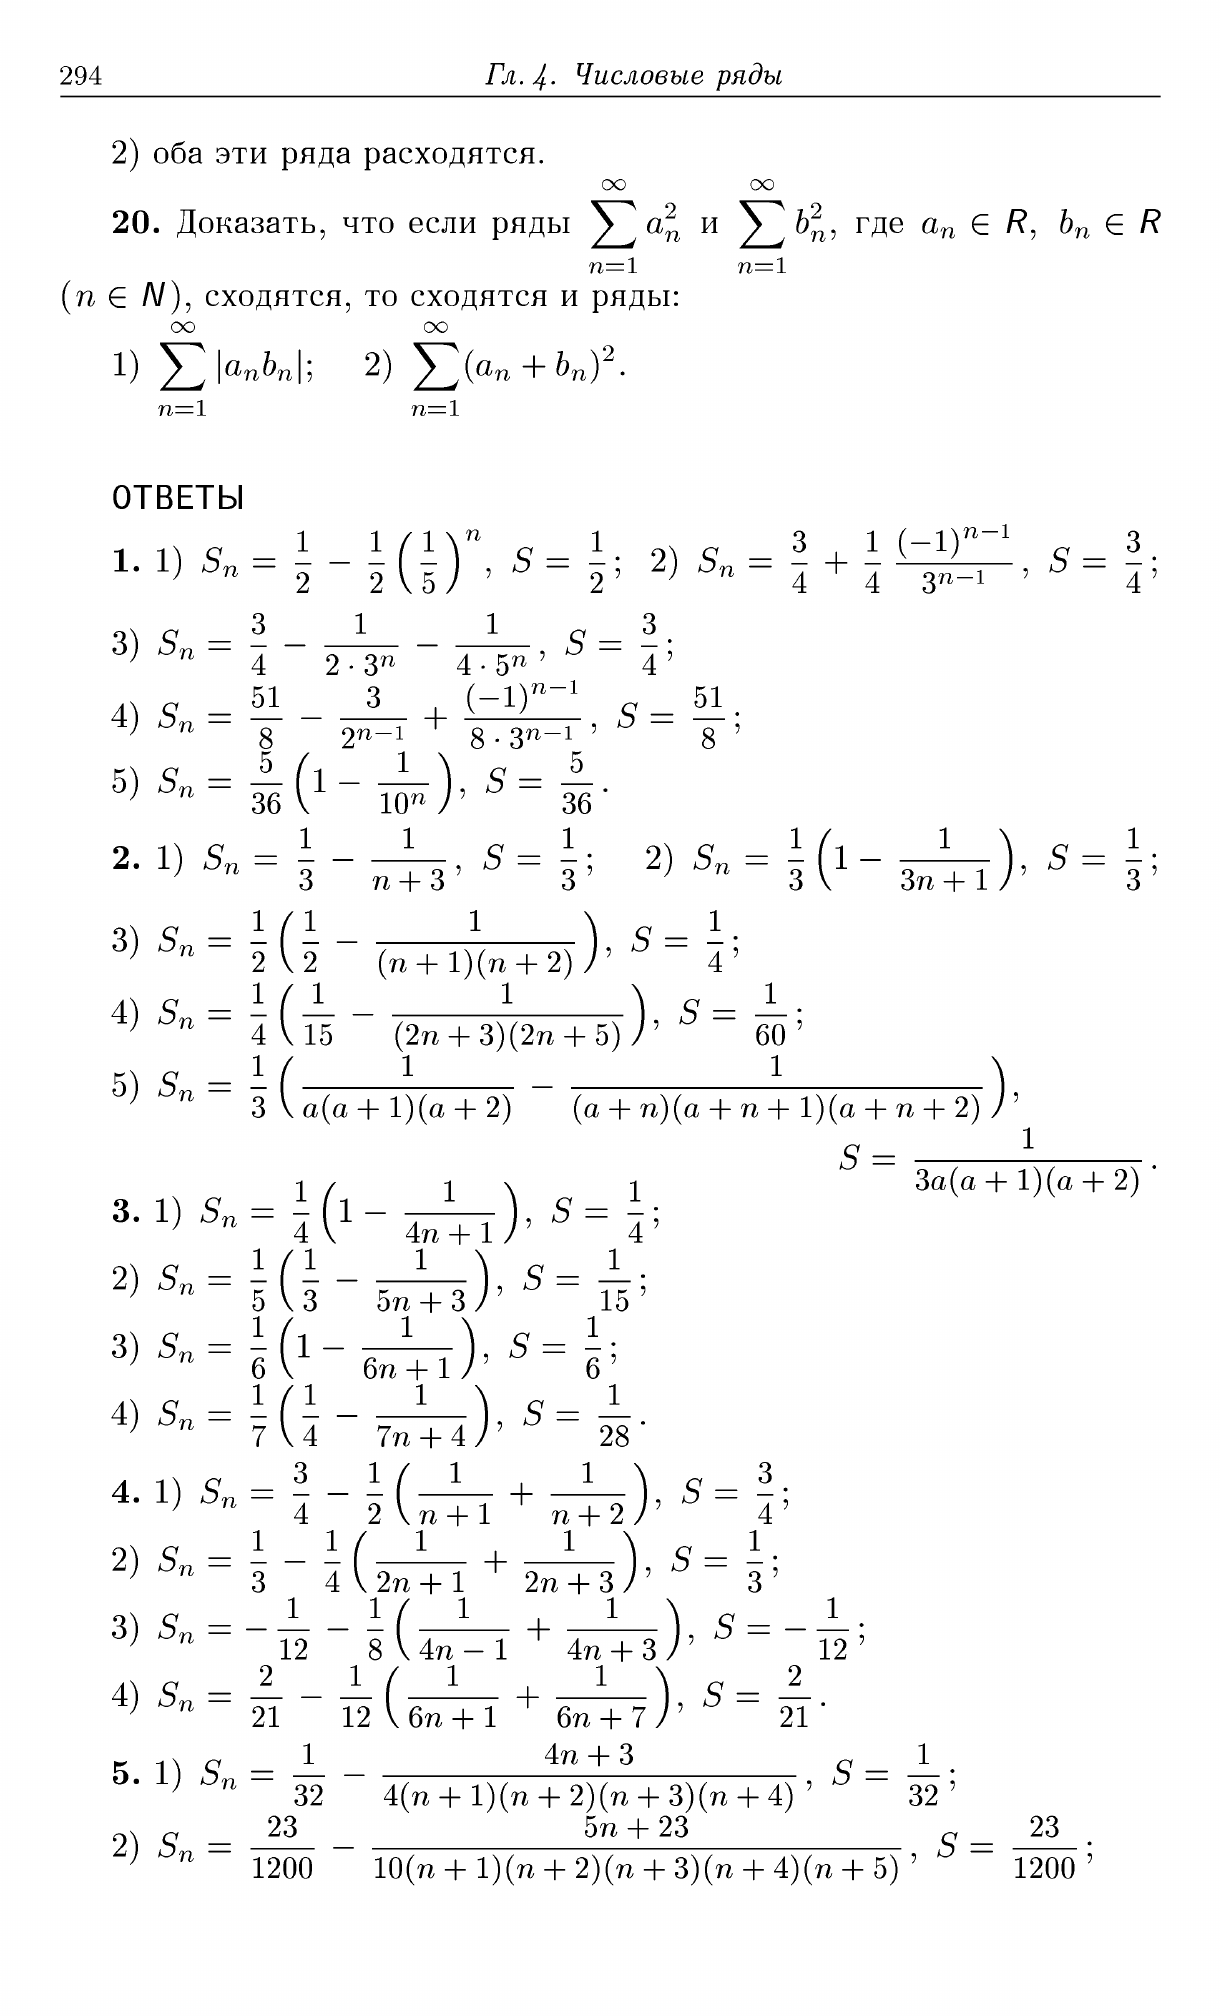 294 Гл. 4. Числовые ряды
2) оба эти ряда расходятся.
20. Доказать, что если ряды $\sum_{n=1}^{\infty} a_n^2$ и $\sum_{n=1}^{\infty} b_n^2$, где $a_n \in R$, $b_n \in R$
$(n \in N)$, сходятся, то сходятся и ряды:
1) $\sum_{n=1}^{\infty} |a_n b_n|$; 2) $\sum_{n=1}^{\infty} (a_n + b_n)^2$.
ОТВЕТЫ
1. 1) $S_n = \frac{1}{2} - \frac{1}{2}\left(\frac{1}{5}\right)^n$, $S = \frac{1}{2}$; 2) $S_n = \frac{3}{4} + \frac{1}{4}\frac{(-1)^{n-1}}{3^{n-1}}$, $S = \frac{3}{4}$;
3) $S_n = \frac{3}{4} - \frac{1}{2 \cdot 3^n} - \frac{1}{4 \cdot 5^n}$, $S = \frac{3}{4}$;
4) $S_n = \frac{51}{8} - \frac{3}{2^{n-1}} + \frac{(-1)^{n-1}}{8 \cdot 3^{n-1}}$, $S = \frac{51}{8}$;
5) $S_n = \frac{5}{36}\left(1 - \frac{1}{10^n}\right)$, $S = \frac{5}{36}$.
2. 1) $S_n = \frac{1}{3} - \frac{1}{n+3}$, $S = \frac{1}{3}$; 2) $S_n = \frac{1}{3}\left(1 - \frac{1}{3n+1}\right)$, $S = \frac{1}{3}$;
3) $S_n = \frac{1}{2}\left(\frac{1}{2} - \frac{1}{(n+1)(n+2)}\right)$, $S = \frac{1}{4}$;
4) $S_n = \frac{1}{4}\left(\frac{1}{15} - \frac{1}{(2n+3)(2n+5)}\right)$, $S = \frac{1}{60}$;
5) $S_n = \frac{1}{3}\left(\frac{1}{a(a+1)(a+2)} - \frac{1}{(a+n)(a+n+1)(a+n+2)}\right)$,
$S = \frac{1}{3a(a+1)(a+2)}$.
3. 1) $S_n = \frac{1}{4}\left(1 - \frac{1}{4n+1}\right)$, $S = \frac{1}{4}$;
2) $S_n = \frac{1}{5}\left(\frac{1}{3} - \frac{1}{5n+3}\right)$, $S = \frac{1}{15}$;
3) $S_n = \frac{1}{6}\left(1 - \frac{1}{6n+1}\right)$, $S = \frac{1}{6}$;
4) $S_n = \frac{1}{7}\left(\frac{1}{4} - \frac{1}{7n+4}\right)$, $S = \frac{1}{28}$.
4. 1) $S_n = \frac{3}{4} - \frac{1}{2}\left(\frac{1}{n+1} + \frac{1}{n+2}\right)$, $S = \frac{3}{4}$;
2) $S_n = \frac{1}{3} - \frac{1}{4}\left(\frac{1}{2n+1} + \frac{1}{2n+3}\right)$, $S = \frac{1}{3}$;
3) $S_n = -\frac{1}{12} - \frac{1}{8}\left(\frac{1}{4n-1} + \frac{1}{4n+3}\right)$, $S = -\frac{1}{12}$;
4) $S_n = \frac{2}{21} - \frac{1}{12}\left(\frac{1}{6n+1} + \frac{1}{6n+7}\right)$, $S = \frac{2}{21}$.
5. 1) $S_n = \frac{1}{32} - \frac{4n+3}{4(n+1)(n+2)(n+3)(n+4)}$, $S = \frac{1}{32}$;
2) $S_n = \frac{23}{1200} - \frac{5n+23}{10(n+1)(n+2)(n+3)(n+4)(n+5)}$, $S = \frac{23}{1200}$;